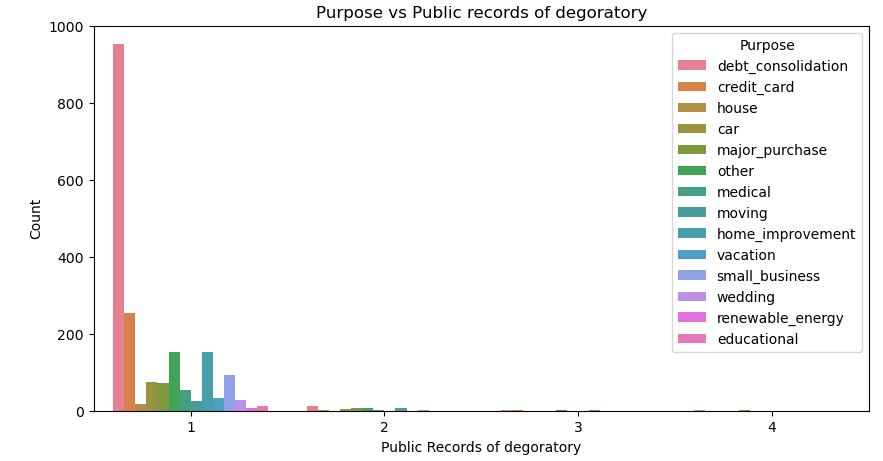 Purpose vs Public records of degoratory
1000
800
600
400
200
0
Count
1
2
3
4
Public Records of degoratory
Purpose
debt_consolidation
credit_card
house
car
major_purchase
other
medical
moving
home_improvement
vacation
small_business
wedding
renewable_energy
educational